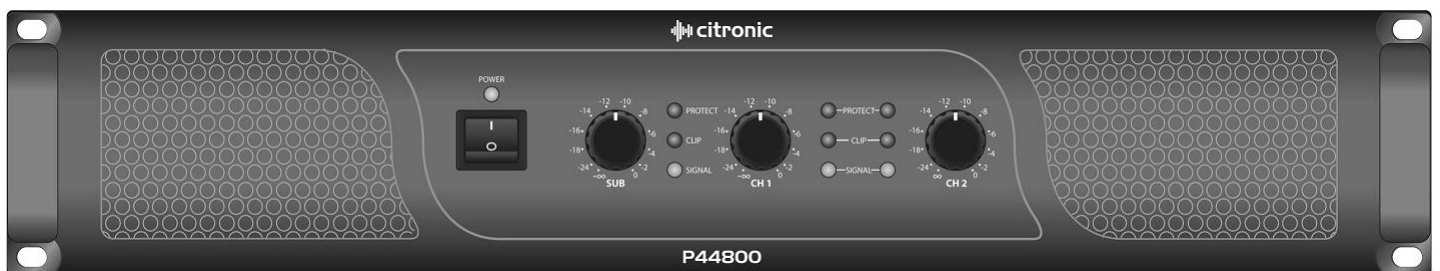 citronic
POWER
I
O
-24 -18 -16 -14 -12 -10 -8 -6 -4 -2 0 -∞
SUB
PROTECT
CLIP
SIGNAL
-24 -18 -16 -14 -12 -10 -8 -6 -4 -2 0 -∞
CH 1
PROTECT
CLIP
SIGNAL
-24 -18 -16 -14 -12 -10 -8 -6 -4 -2 0 ∞
CH 2
P44800